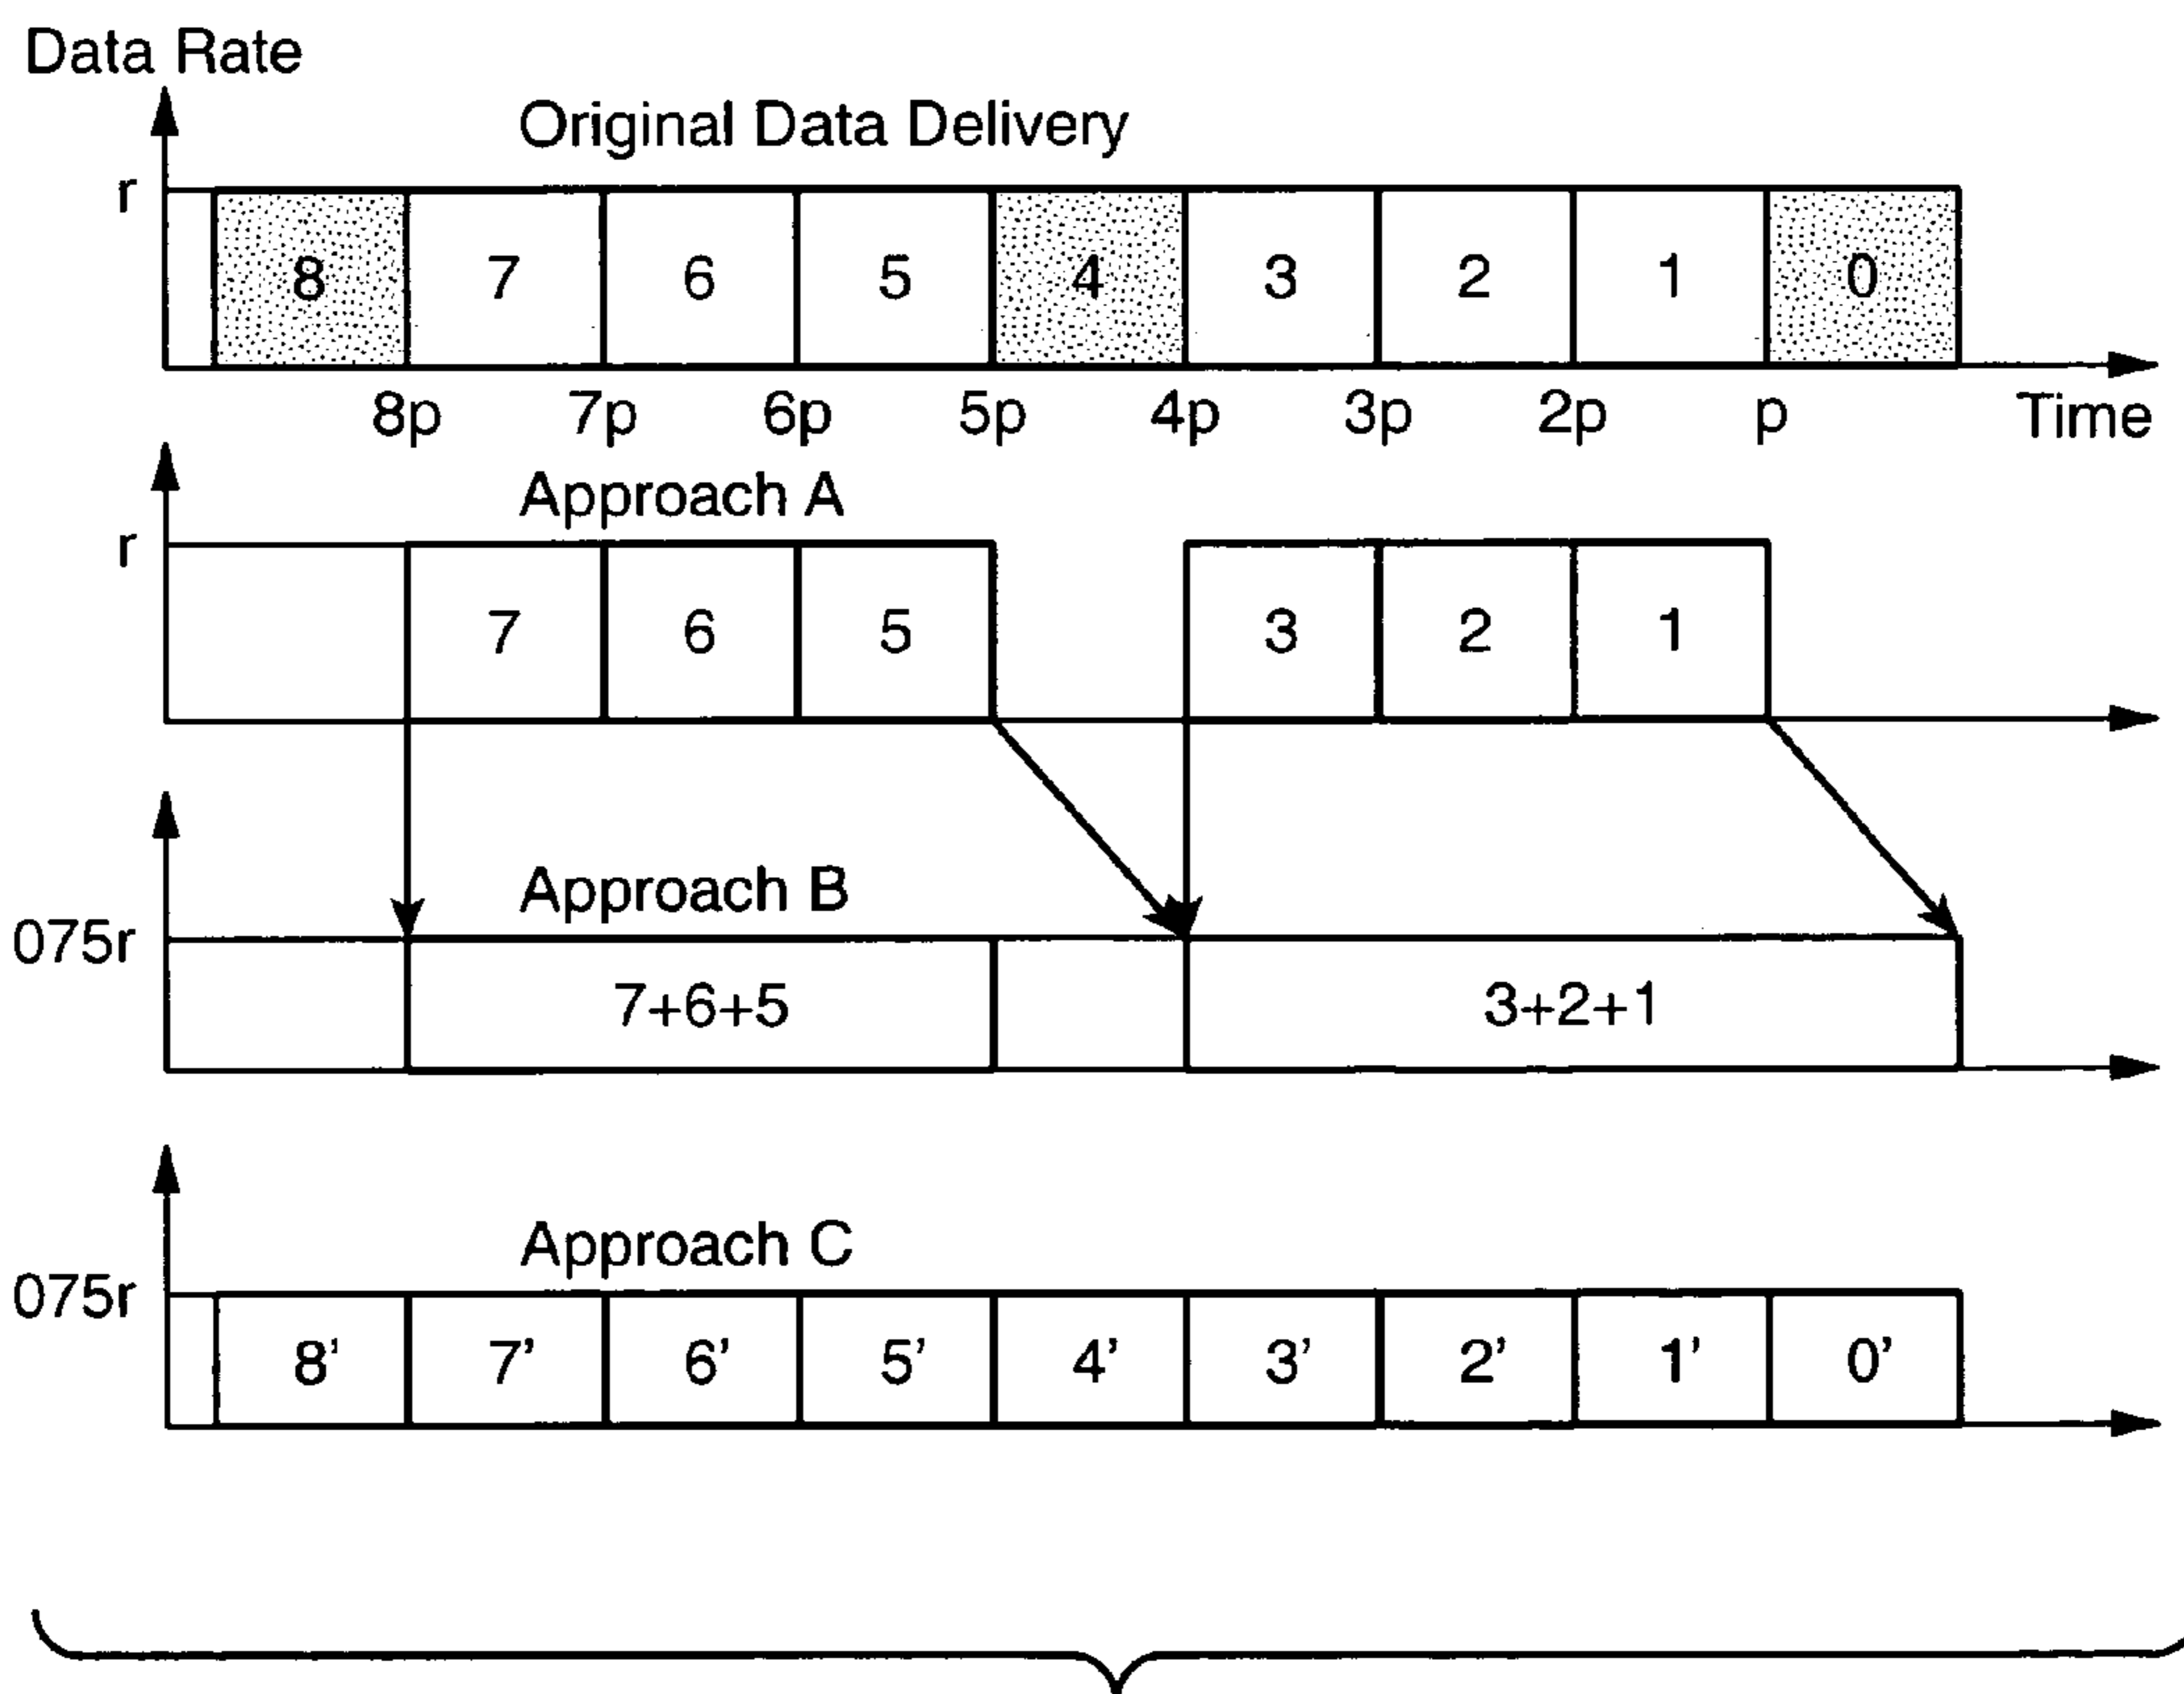 Data Rate
Original Data Delivery
r
8 7 6 5 4 3 2 1 0
8p 7p 6p 5p 4p 3p 2p p Time
Approach A
r
7 6 5 3 2 1
Approach B
075r
7+6+5 3+2+1
Approach C
075r
8' 7' 6' 5' 4' 3' 2' 1' 0'